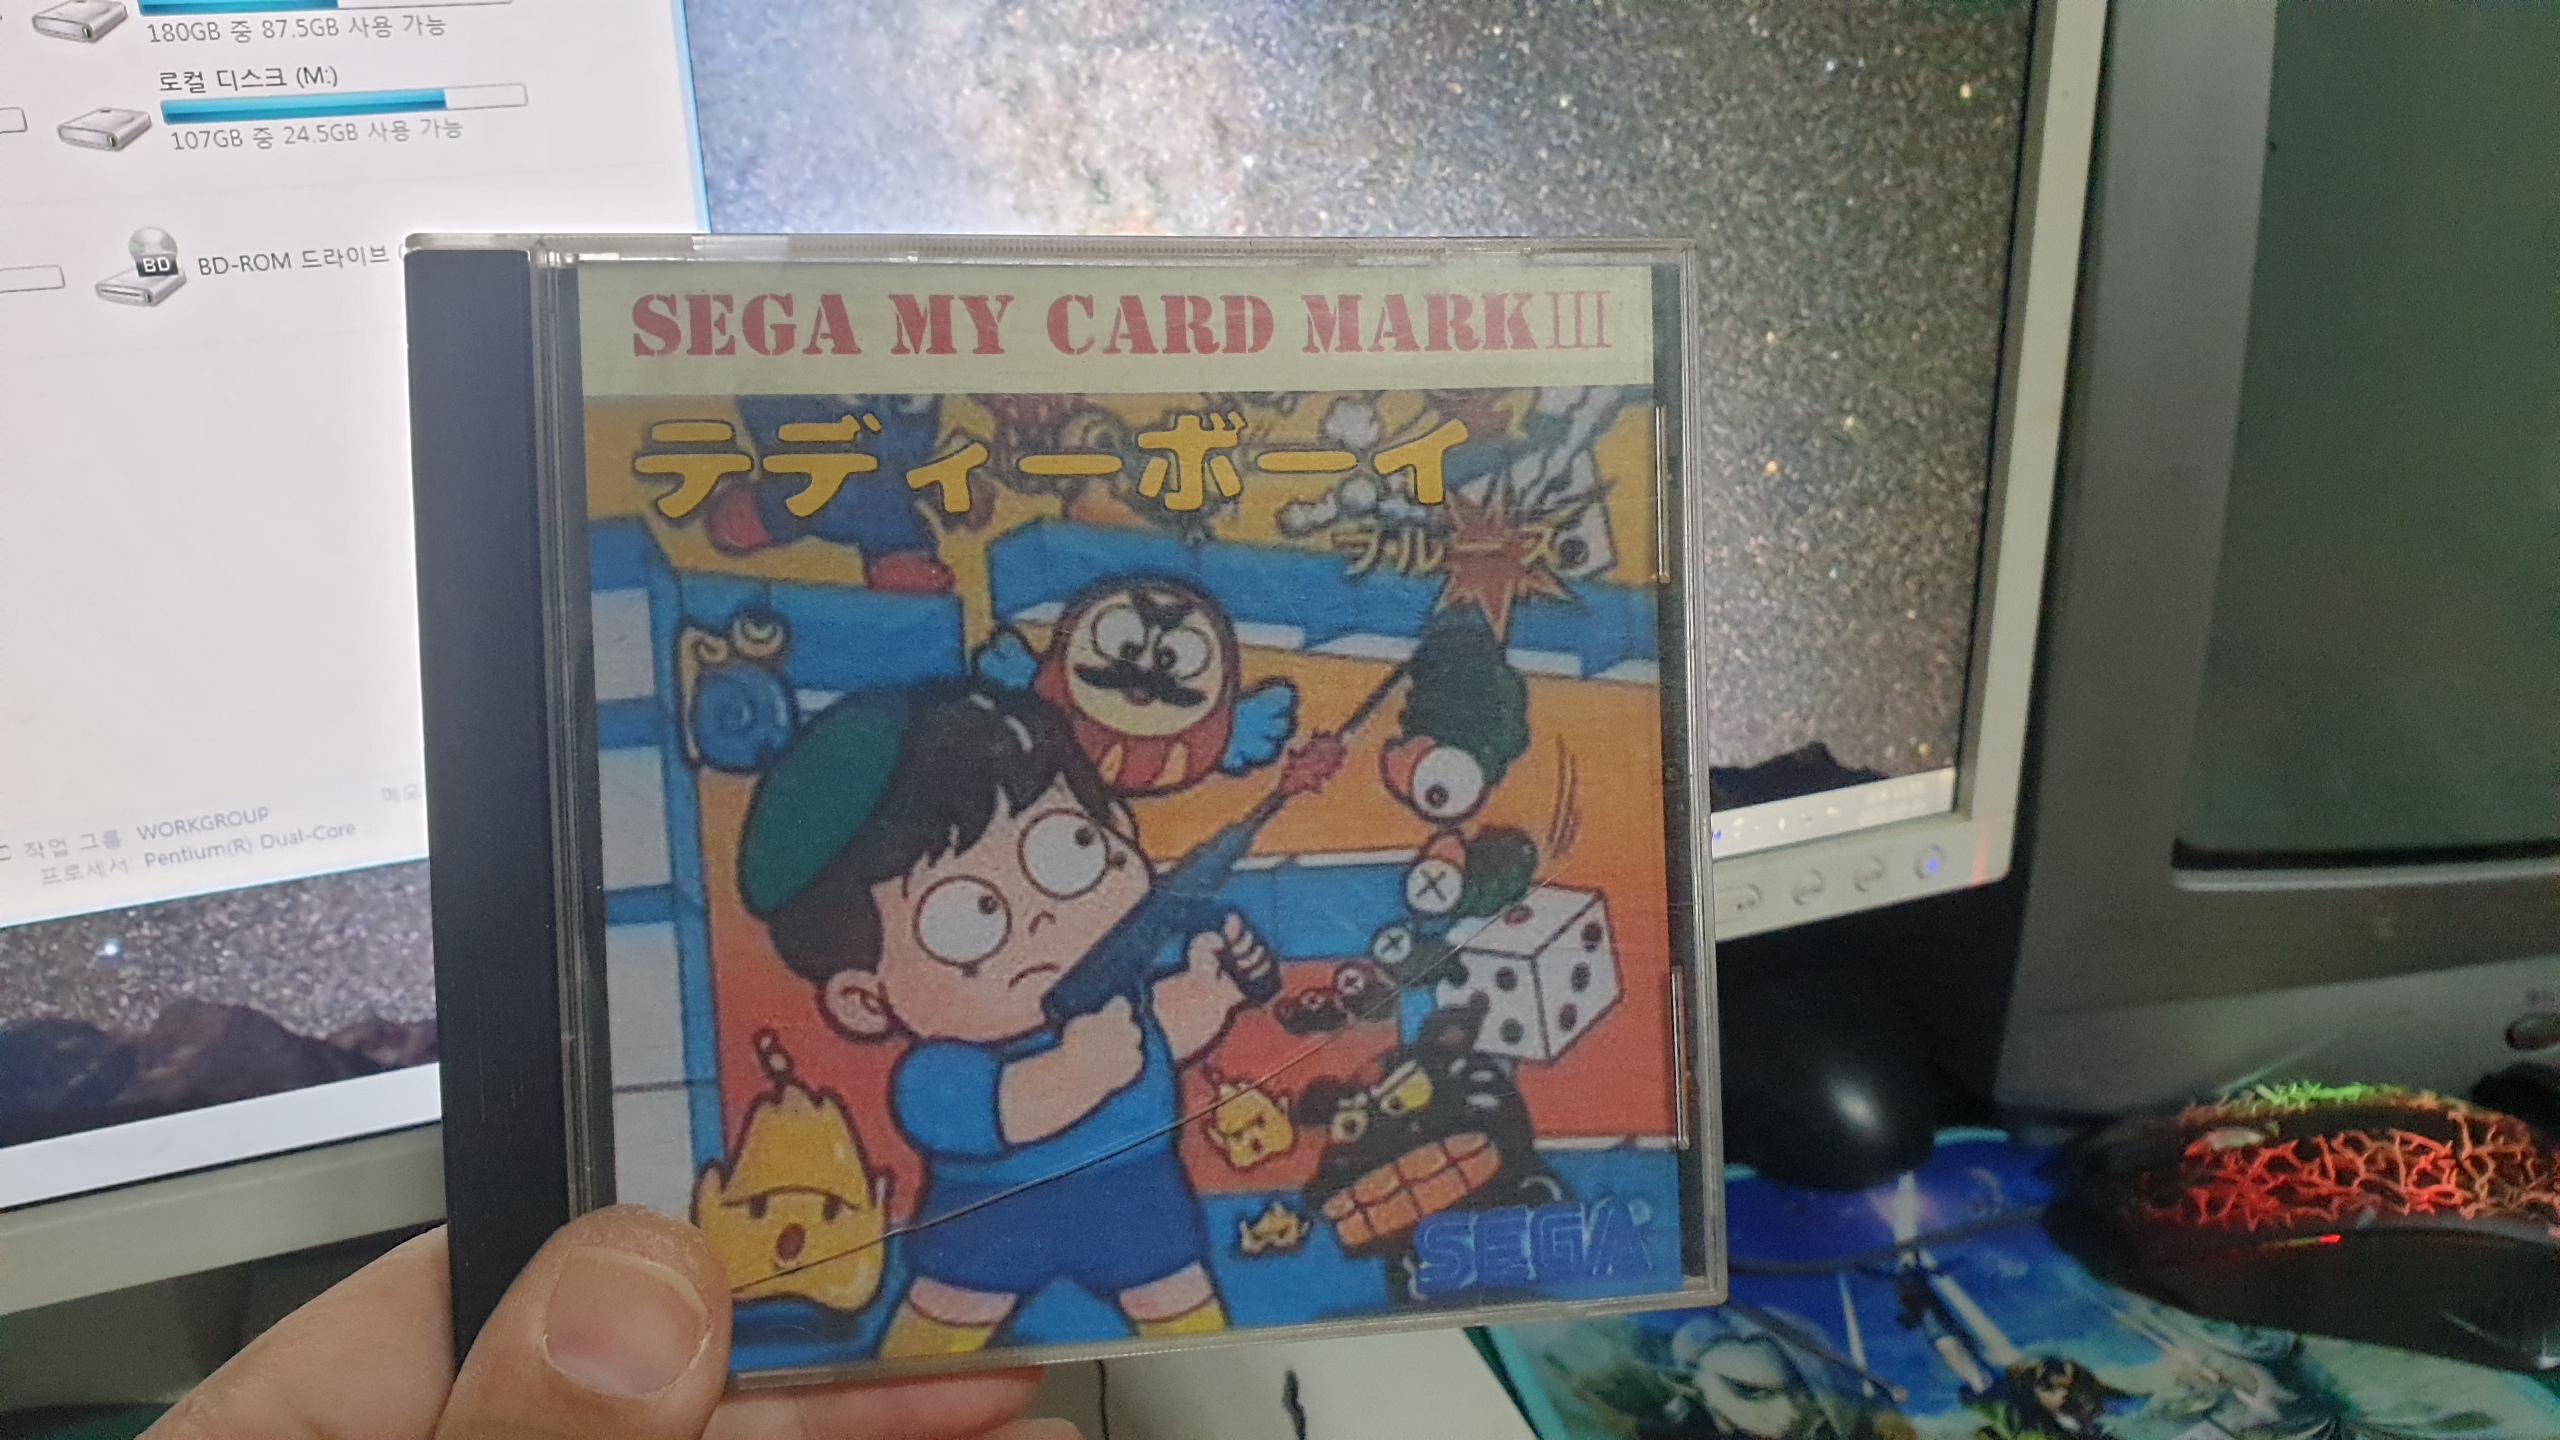 180GB 중 87.5GB 사용 가능
로컬 디스크 (M:)
107GB 중 24.5GB 사용 가능
BD
BD-ROM 드라이브 (
작업 그룹: WORKGROUP
메모
프로세서: Pentium(R) Dual-Core
SEGA MY CARD MARK III
テディーボーイ
ブ・ルース
SEGA